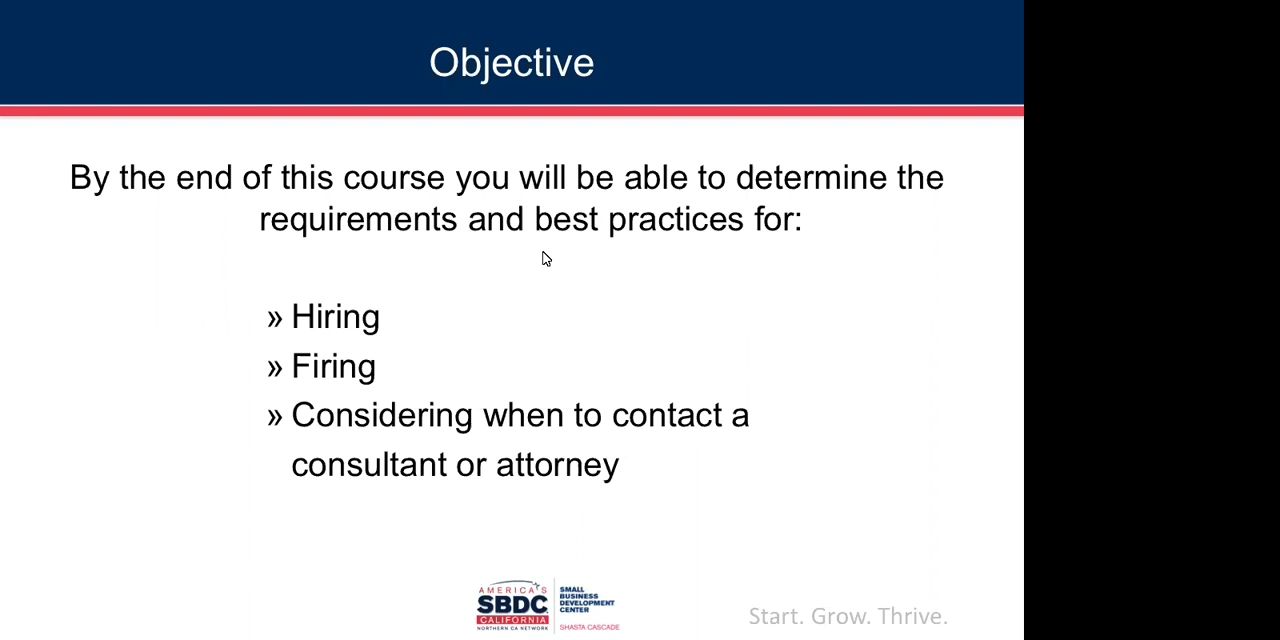 Objective
By the end of this course you will be able to determine the
requirements and best practices for:
» Hiring
» Firing
» Considering when to contact a
consultant or attorney
AMERICA'S
SBDC
CALIFORNIA
NORTHERN CA NETWORK
SMALL
BUSINESS
DEVELOPMENT
CENTER
SHASTA CASCADE
Start. Grow. Thrive.